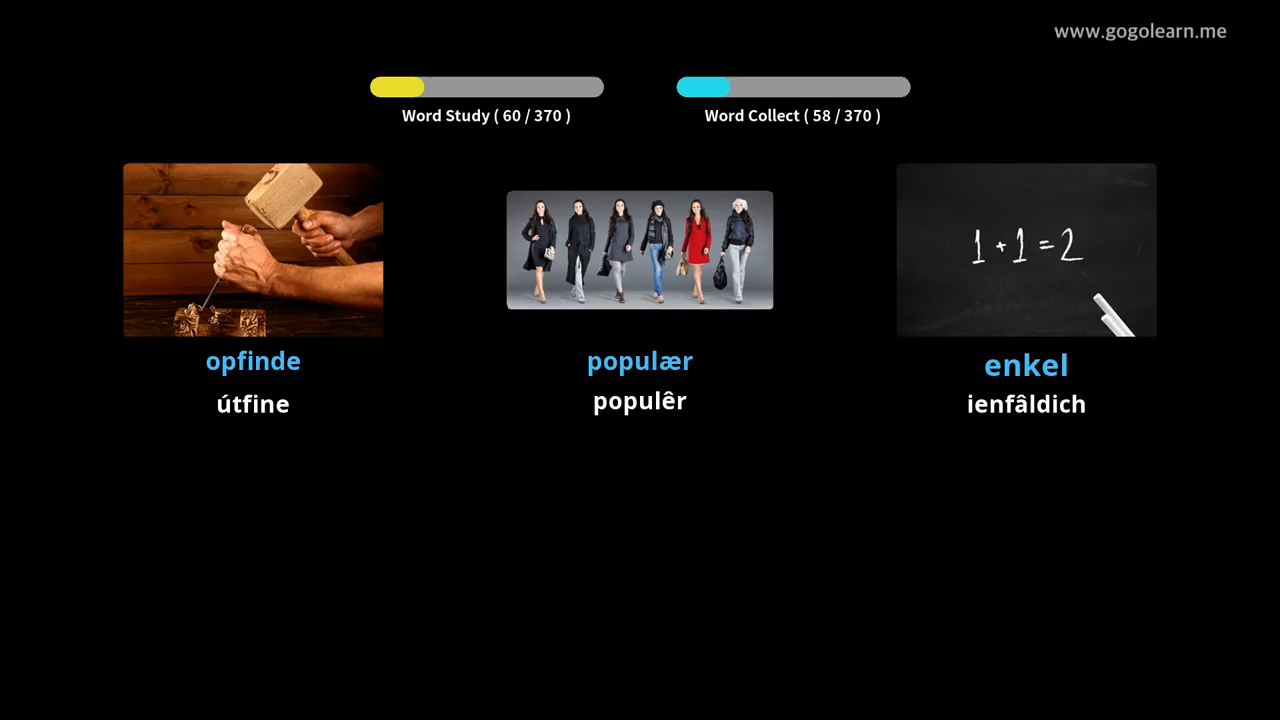 www.gogolearn.me
Word Study ( 60 / 370 )
Word Collect ( 58 / 370 )
1 + 1 = 2
opfinde
populær
enkel
útfine
populêr
ienfâldich